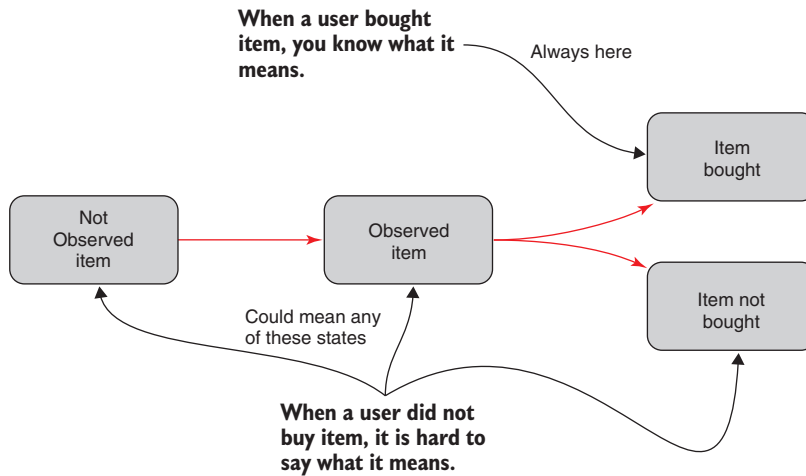 When a user bought
item, you know what it
means.
Always here
Item
bought
Not
Observed
item
Observed
item
Item not
bought
Could mean any
of these states
When a user did not
buy item, it is hard to
say what it means.